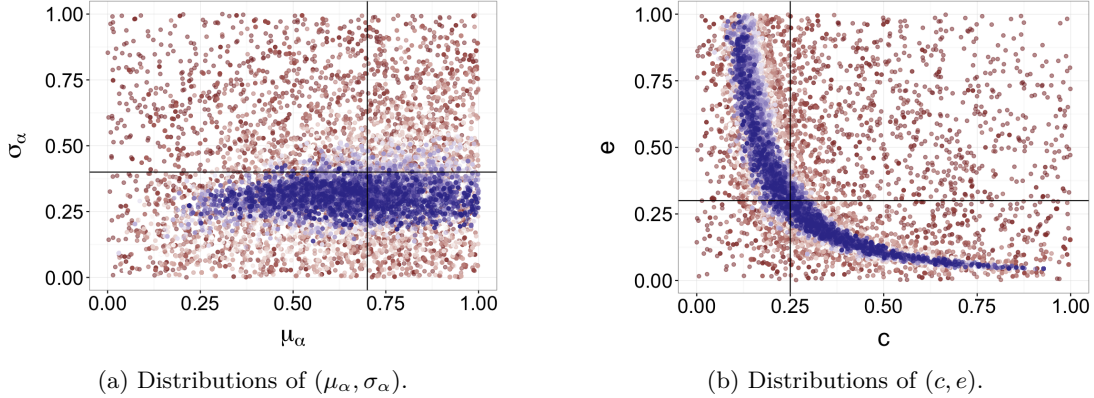 1.00
0.75
σα
0.50
0.25
0.00
0.00 0.25 0.50 0.75 1.00
μα
(a) Distributions of (μα, σα).
1.00
0.75
e
0.50
0.25
0.00
0.00 0.25 0.50 0.75 1.00
c
(b) Distributions of (c, e).